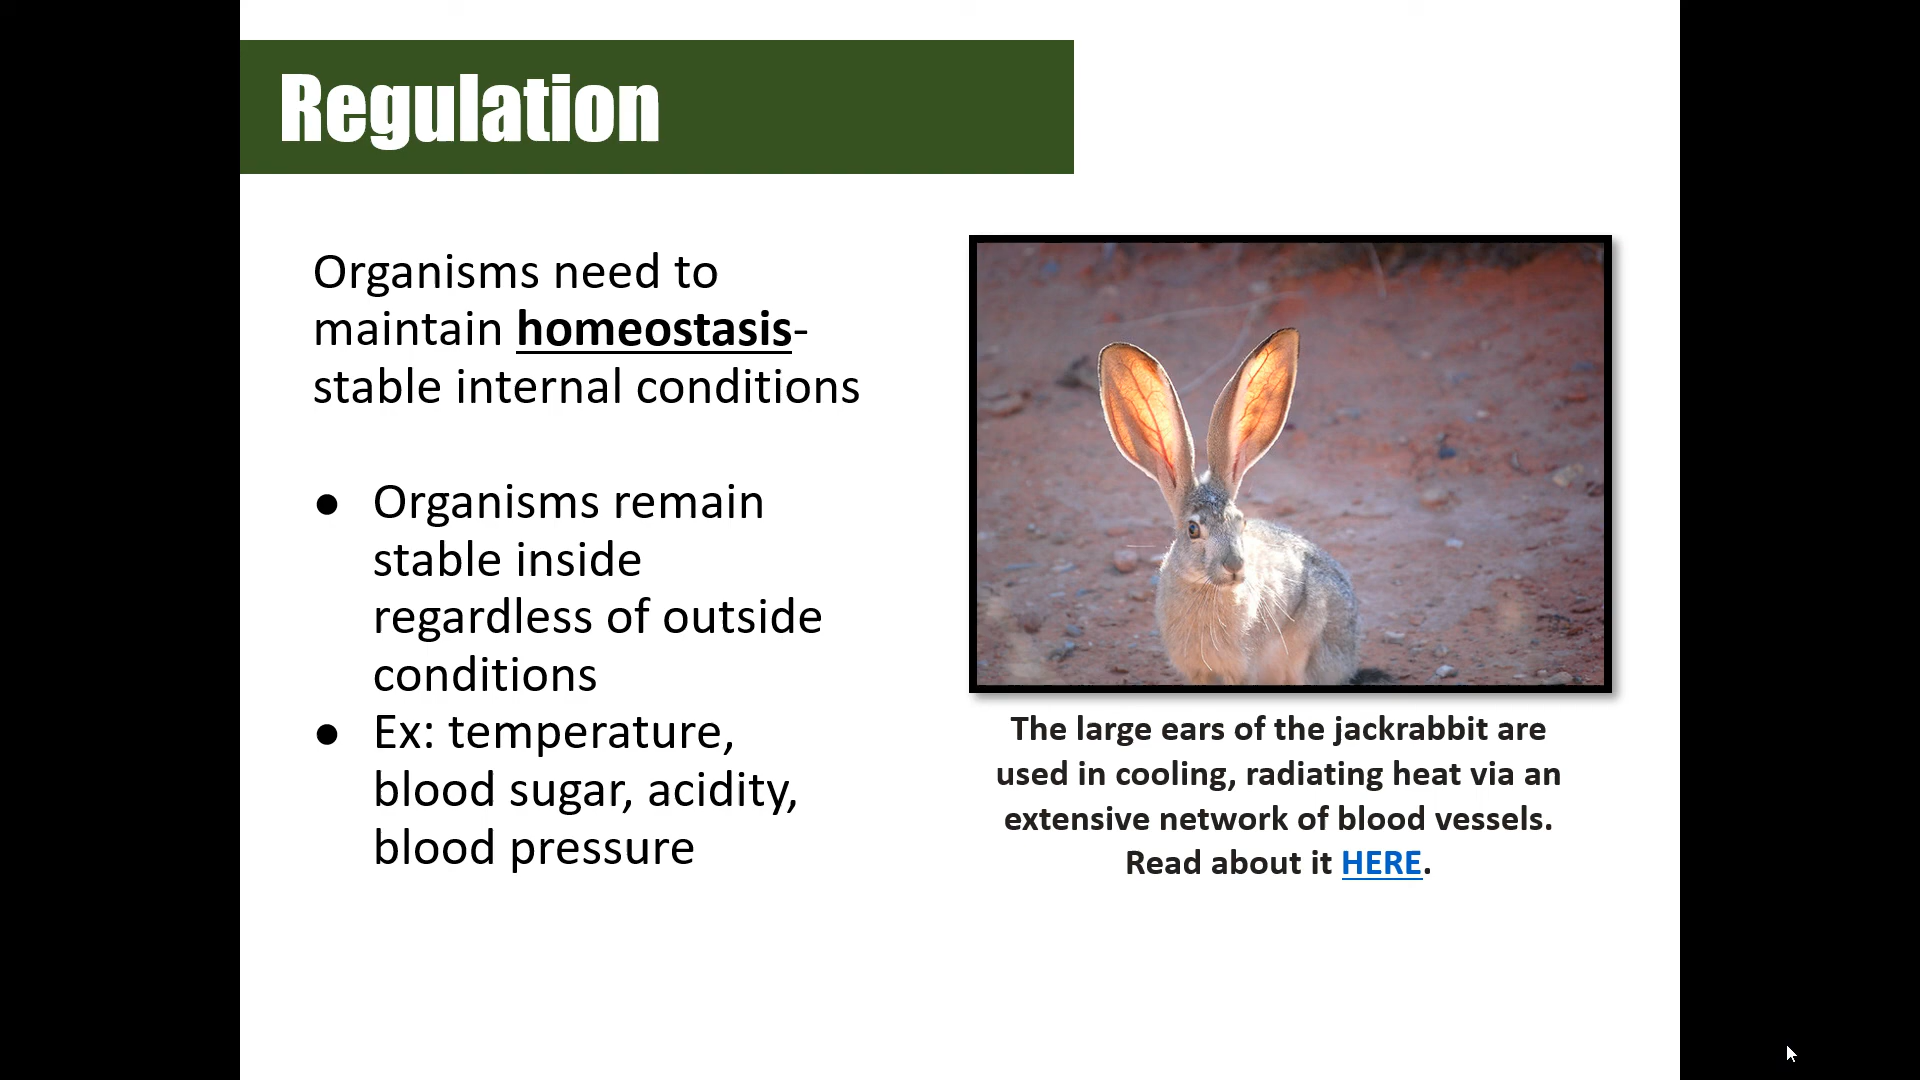 Regulation
Organisms need to
maintain homeostasis-
stable internal conditions
● Organisms remain
stable inside
regardless of outside
conditions
● Ex: temperature,
blood sugar, acidity,
blood pressure
The large ears of the jackrabbit are
used in cooling, radiating heat via an
extensive network of blood vessels.
Read about it HERE.